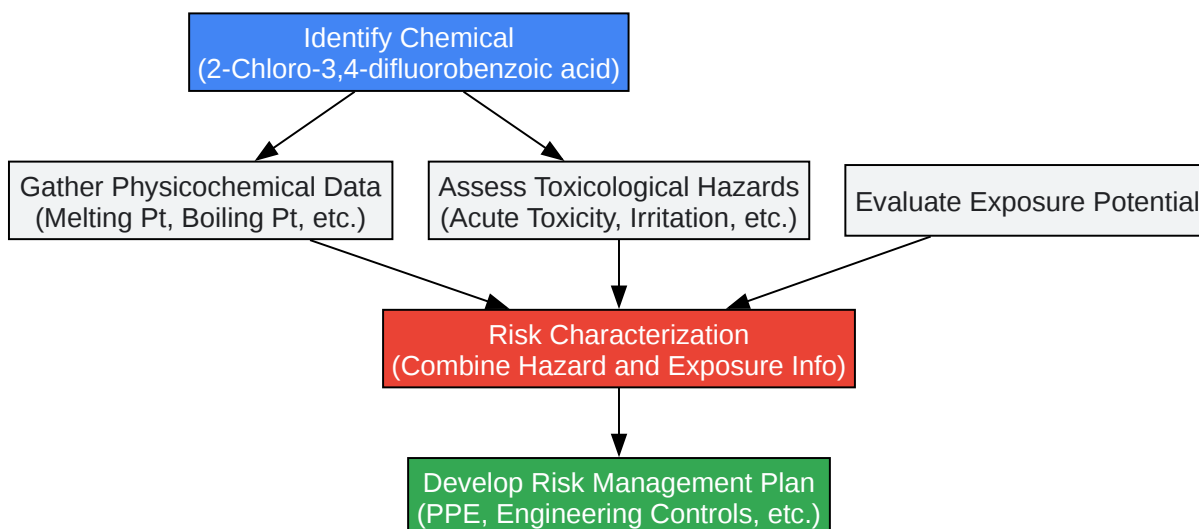 Identify Chemical
(2-Chloro-3,4-difluorobenzoic acid)
Gather Physicochemical Data
(Melting Pt, Boiling Pt, etc.)
Assess Toxicological Hazards
(Acute Toxicity, Irritation, etc.)
Evaluate Exposure Potential
Risk Characterization
(Combine Hazard and Exposure Info)
Develop Risk Management Plan
(PPE, Engineering Controls, etc.)